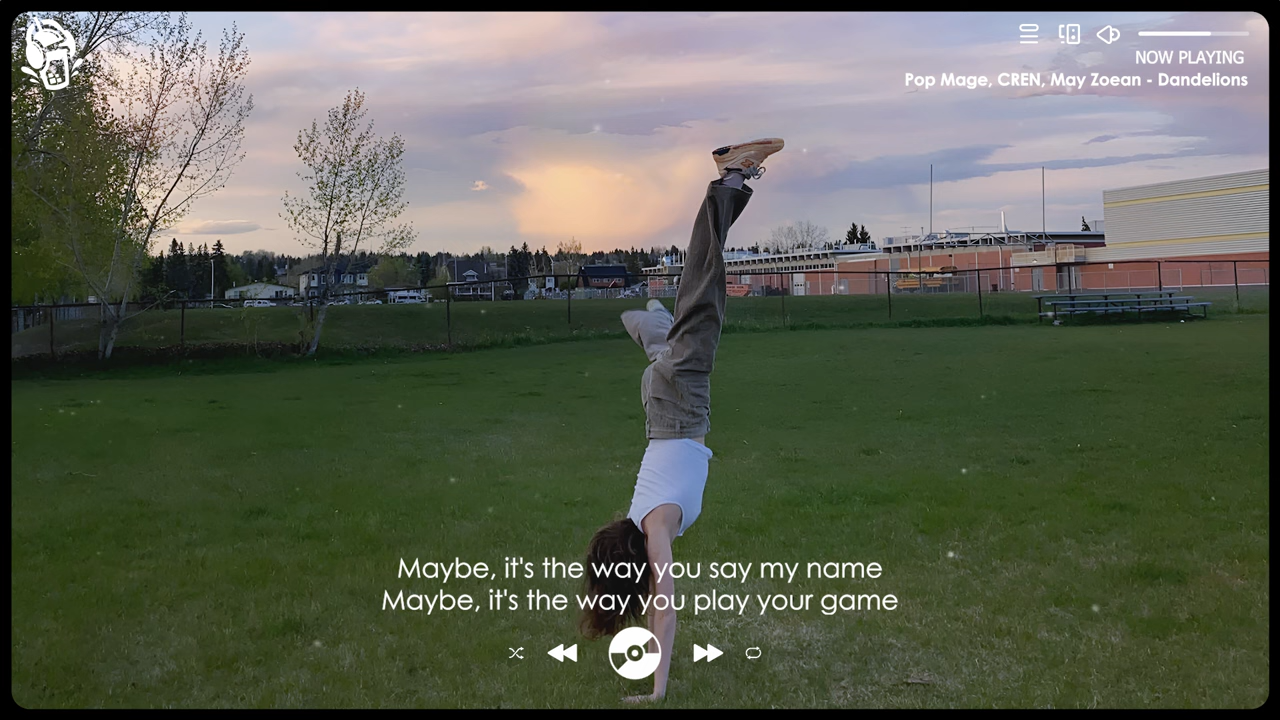 NOW PLAYING
Pop Mage, CREN, May Zoean - Dandelions
Maybe, it's the way you say my name
Maybe, it's the way you play your game